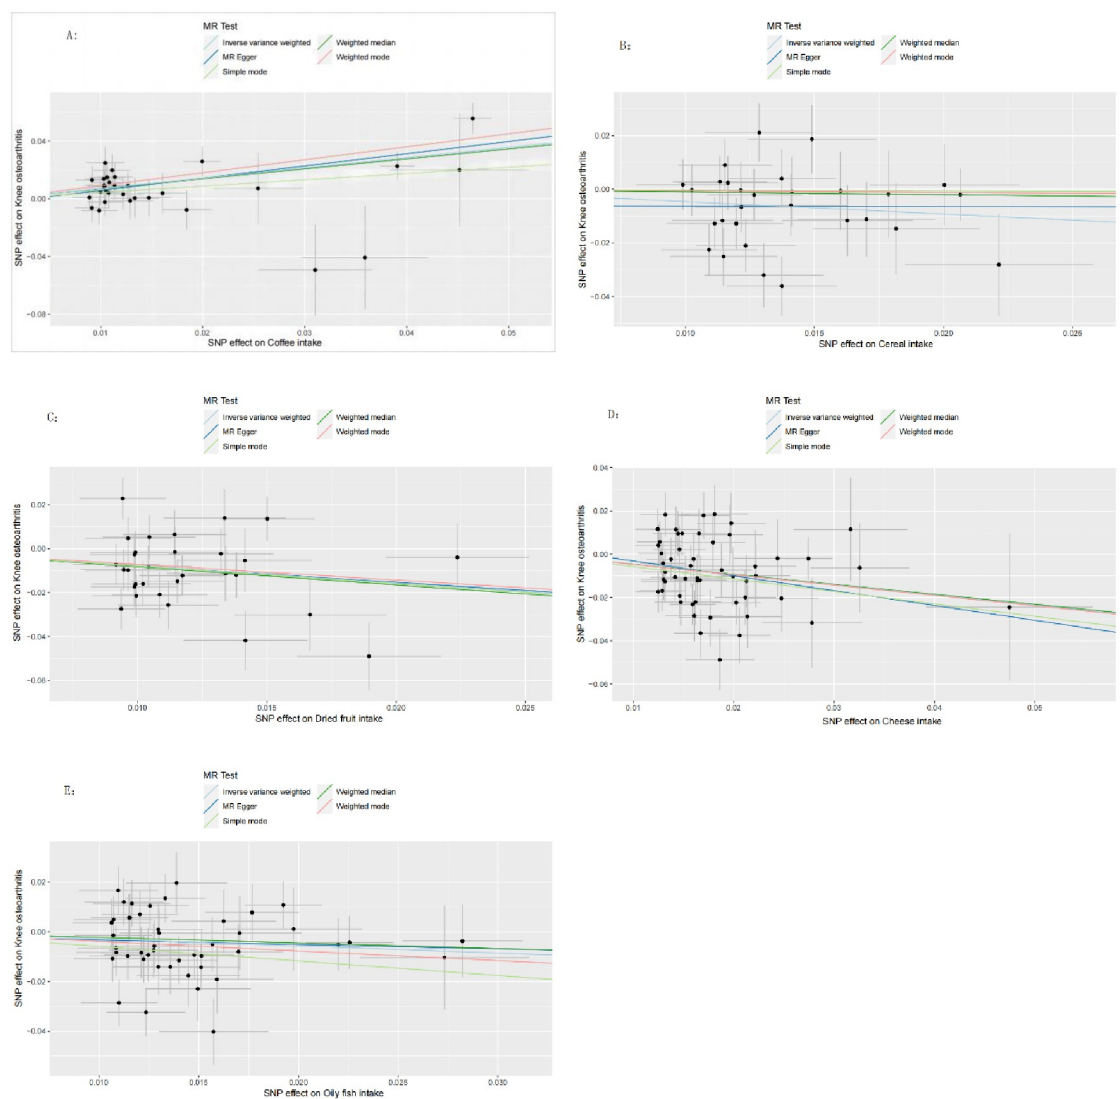 A:
MR Test
Inverse variance weighted Weighted median
MR Egger Weighted mode
Simple mode
SNP effect on Knee osteoarthritis
0.04
0.00
−0.04
−0.08
0.01 0.02 0.03 0.04 0.05
SNP effect on Coffee intake
B:
MR Test
Inverse variance weighted Weighted median
MR Egger Weighted mode
Simple mode
SNP effect on Knee osteoarthritis
0.02
0.00
−0.02
−0.04
0.010 0.015 0.020 0.025
SNP effect on Cereal intake
C:
MR Test
Inverse variance weighted Weighted median
MR Egger Weighted mode
Simple mode
SNP effect on Knee osteoarthritis
0.02
0.00
−0.02
−0.04
−0.06
0.010 0.015 0.020 0.025
SNP effect on Dried fruit intake
D:
MR Test
Inverse variance weighted Weighted median
MR Egger Weighted mode
Simple mode
SNP effect on Knee osteoarthritis
0.04
0.02
0.00
−0.02
−0.04
−0.06
0.01 0.02 0.03 0.04 0.05
SNP effect on Cheese intake
E:
MR Test
Inverse variance weighted Weighted median
MR Egger Weighted mode
Simple mode
SNP effect on Knee osteoarthritis
0.02
0.00
−0.02
−0.04
0.010 0.015 0.020 0.025 0.030
SNP effect on Oily fish intake